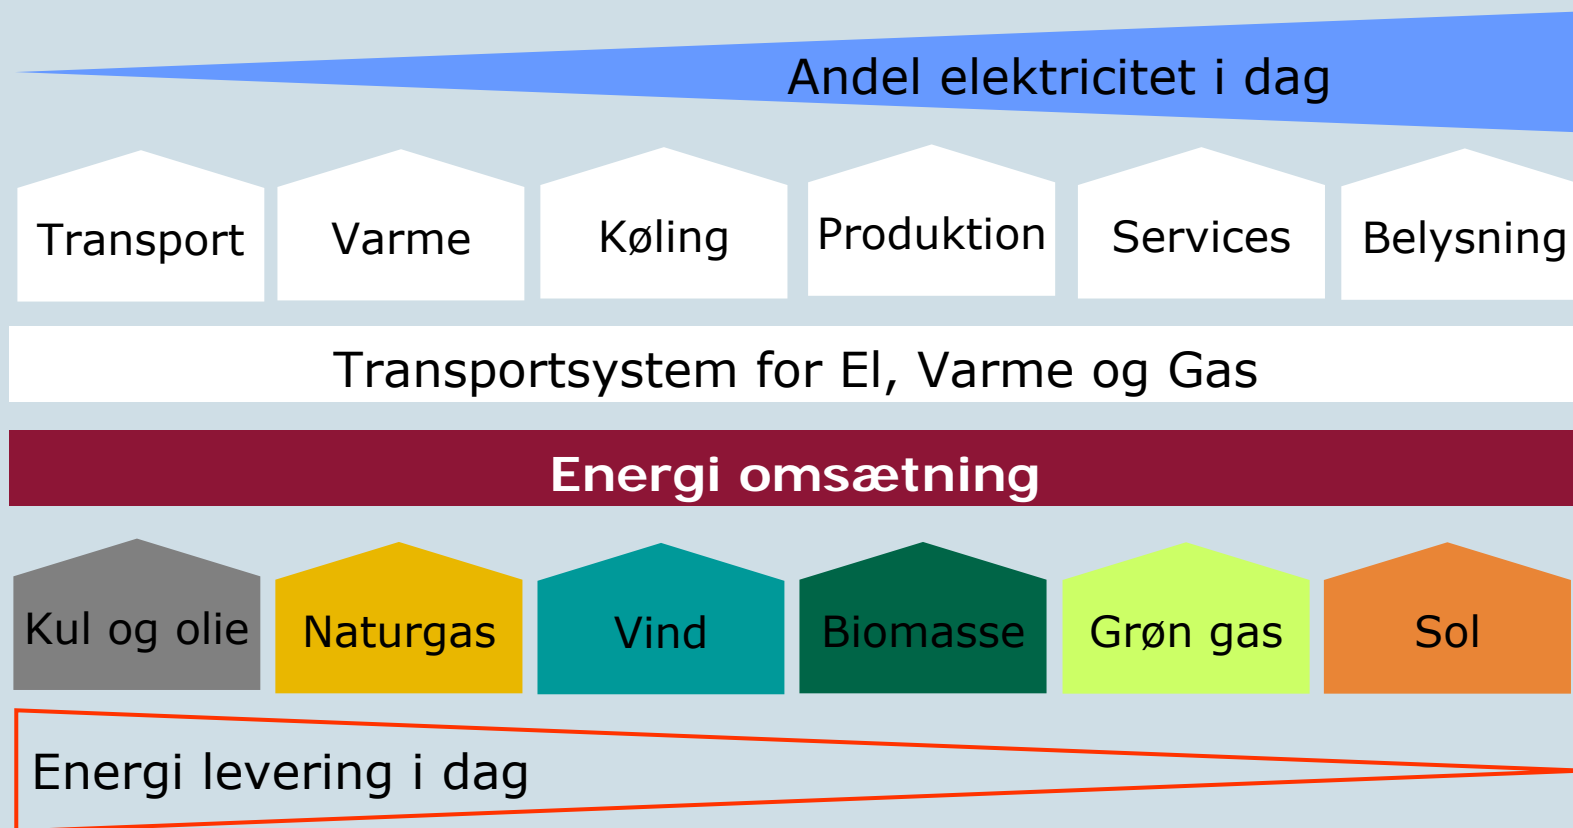 Andel elektricitet i dag
Transport Varme Køling Produktion Services Belysning
Transportsystem for El, Varme og Gas
Energi omsætning
Kul og olie Naturgas Vind Biomasse Grøn gas Sol
Energi levering i dag